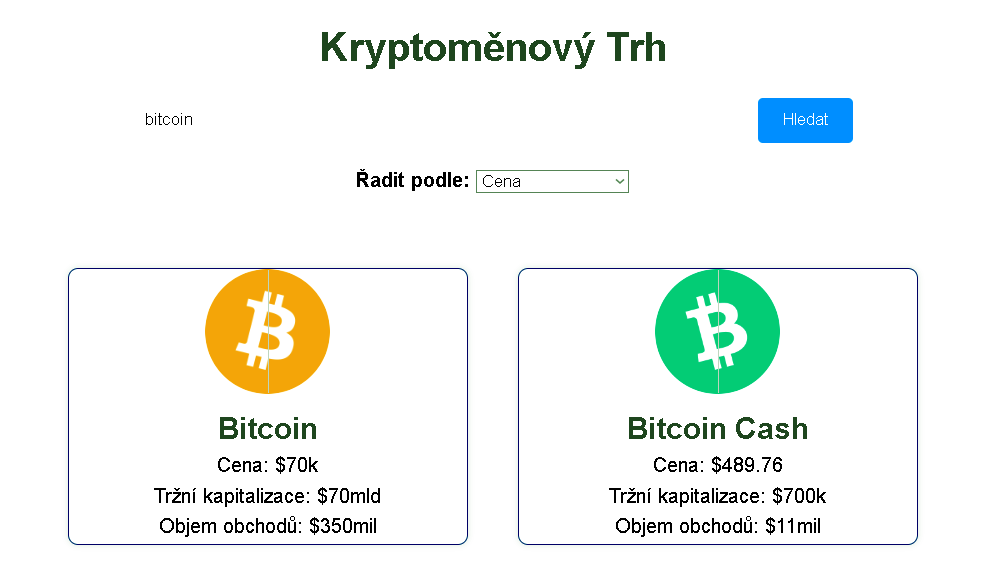 Kryptoměnový Trh
bitcoin
Hledat
Řadit podle: Cena
Bitcoin
Cena: $70k
Tržní kapitalizace: $70mld
Objem obchodů: $350mil
Bitcoin Cash
Cena: $489.76
Tržní kapitalizace: $700k
Objem obchodů: $11mil